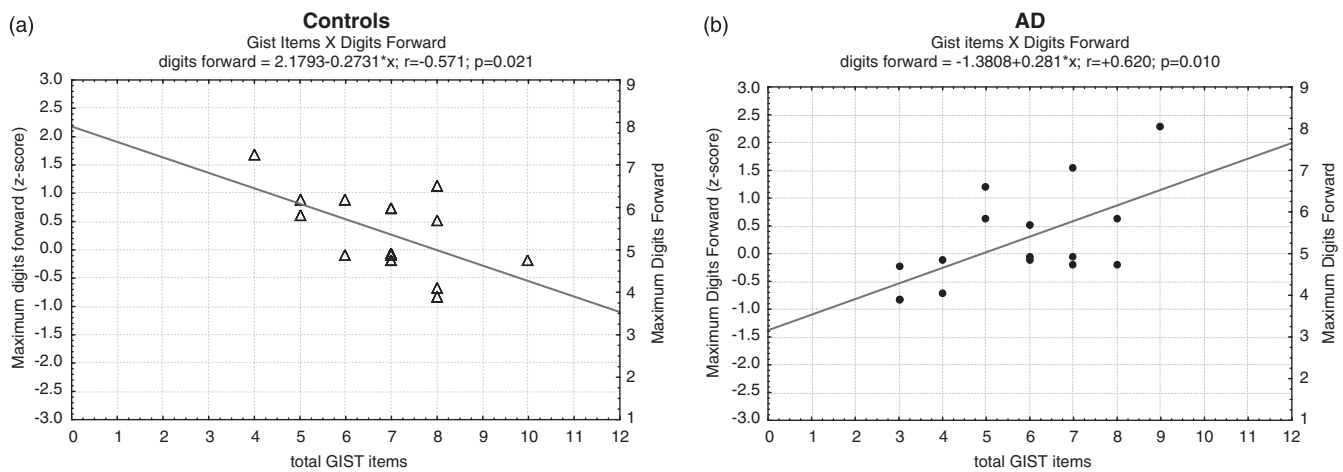 (a)
Controls
Gist Items X Digits Forward
digits forward = 2.1793-0.2731*x; r=-0.571; p=0.021
Maximum digits forward (z-score)
3.0
2.5
2.0
1.5
1.0
0.5
0.0
-0.5
-1.0
-1.5
-2.0
-2.5
-3.0
9
8
7
6
5
4
3
2
1
Maximum Digits Forward
0 1 2 3 4 5 6 7 8 9 10 11 12
total GIST items
(b)
AD
Gist items X Digits Forward
digits forward = -1.3808+0.281*x; r=+0.620; p=0.010
Maximum Digits Forward (z-score)
3.0
2.5
2.0
1.5
1.0
0.5
0.0
-0.5
-1.0
-1.5
-2.0
-2.5
-3.0
9
8
7
6
5
4
3
2
1
Maximum Digits Forward
0 1 2 3 4 5 6 7 8 9 10 11 12
total GIST items